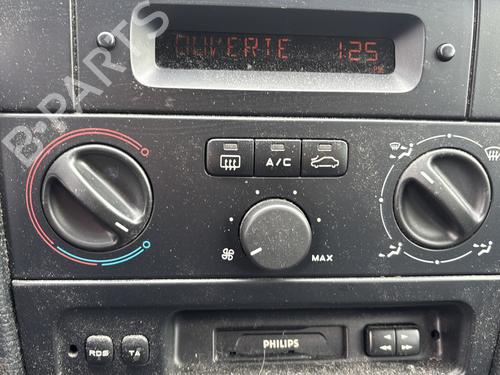 OUVERTE 1:25
B-PARTS
A/C
MAX
RDS
TA
PHILIPS